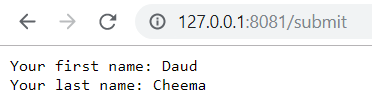 127.0.0.1:8081/submit
Your first name: Daud
Your last name: Cheema